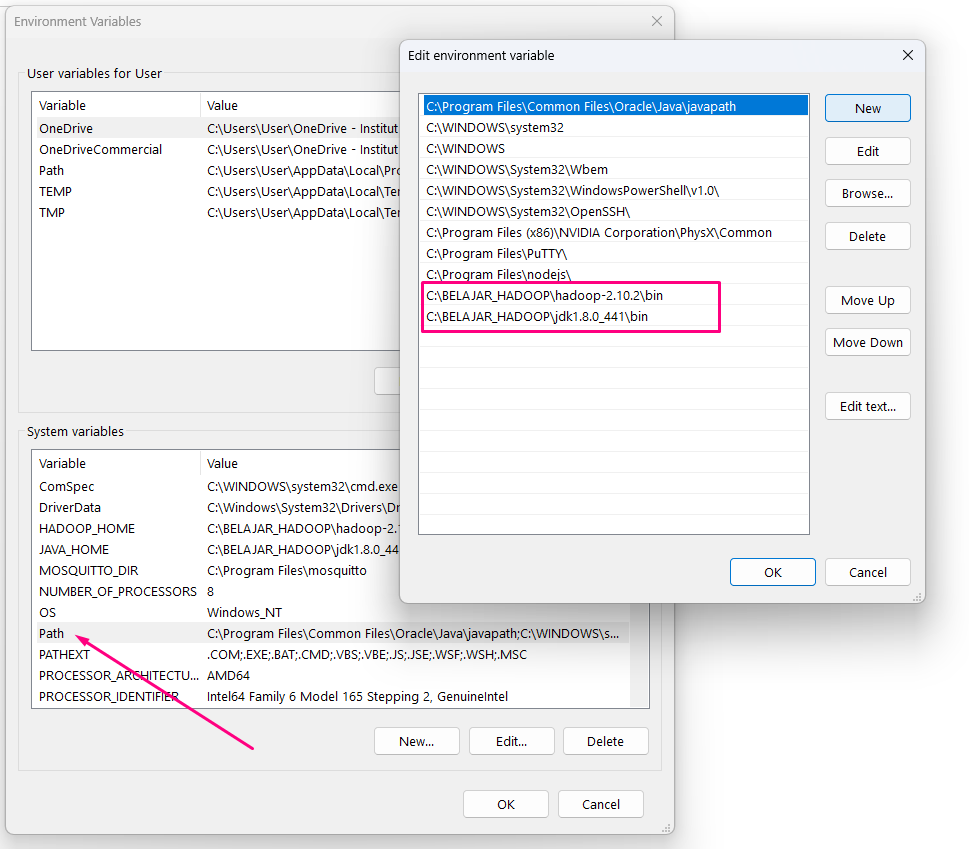 Environment Variables
User variables for User
Variable Value
OneDrive C:\Users\User\OneDrive - Institut
OneDriveCommercial C:\Users\User\OneDrive - Institut
Path C:\Users\User\AppData\Local\Pro
TEMP C:\Users\User\AppData\Local\Te
TMP C:\Users\User\AppData\Local\Te
System variables
Variable Value
ComSpec C:\WINDOWS\system32\cmd.exe
DriverData C:\Windows\System32\Drivers\Dr
HADOOP_HOME C:\BELAJAR_HADOOP\hadoop-2.1
JAVA_HOME C:\BELAJAR_HADOOP\jdk1.8.0_44
MOSQUITTO_DIR C:\Program Files\mosquitto
NUMBER_OF_PROCESSORS 8
OS Windows_NT
Path C:\Program Files\Common Files\Oracle\Java\javapath;C:\WINDOWS\s...
PATHEXT .COM;.EXE;.BAT;.CMD;.VBS;.VBE;.JS;.JSE;.WSF;.WSH;.MSC
PROCESSOR_ARCHITECTU... AMD64
PROCESSOR_IDENTIFIER Intel64 Family 6 Model 165 Stepping 2, GenuineIntel
New... Edit... Delete
OK Cancel
Edit environment variable
C:\Program Files\Common Files\Oracle\Java\javapath
C:\WINDOWS\system32
C:\WINDOWS
C:\WINDOWS\System32\Wbem
C:\WINDOWS\System32\WindowsPowerShell\v1.0\
C:\WINDOWS\System32\OpenSSH\
C:\Program Files (x86)\NVIDIA Corporation\PhysX\Common
C:\Program Files\PuTTY\
C:\Program Files\nodejs\
C:\BELAJAR_HADOOP\hadoop-2.10.2\bin
C:\BELAJAR_HADOOP\jdk1.8.0_441\bin
New
Edit
Browse...
Delete
Move Up
Move Down
Edit text...
OK Cancel